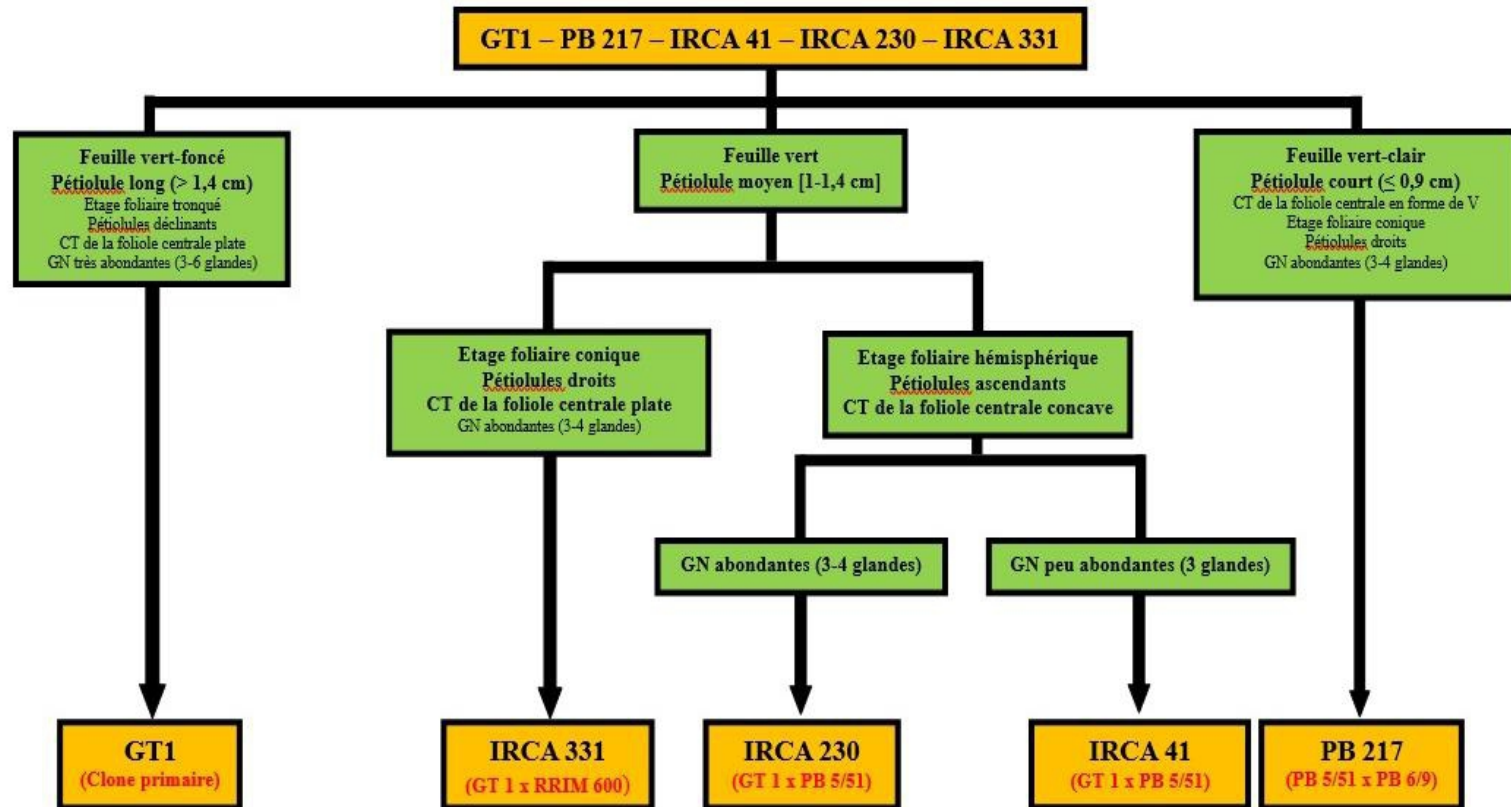 GT1 – PB 217 – IRCA 41 – IRCA 230 – IRCA 331
Feuille vert-foncé
Pétiolule long (> 1,4 cm)
Etage foliaire tronqué
Pétiolules déclinants
CT de la foliole centrale plate
GN très abondantes (3-6 glandes)
Feuille vert
Pétiolule moyen [1-1,4 cm]
Feuille vert-clair
Pétiolule court (≤ 0,9 cm)
CT de la foliole centrale en forme de V
Etage foliaire conique
Pétiolules droits
GN abondantes (3-4 glandes)
Etage foliaire conique
Pétiolules droits
CT de la foliole centrale plate
GN abondantes (3-4 glandes)
Etage foliaire hémisphérique
Pétiolules ascendants
CT de la foliole centrale concave
GN abondantes (3-4 glandes)
GN peu abondantes (3 glandes)
GT1
(Clone primaire)
IRCA 331
(GT 1 x RRIM 600)
IRCA 230
(GT 1 x PB 5/51)
IRCA 41
(GT 1 x PB 5/51)
PB 217
(PB 5/51 x PB 6/9)